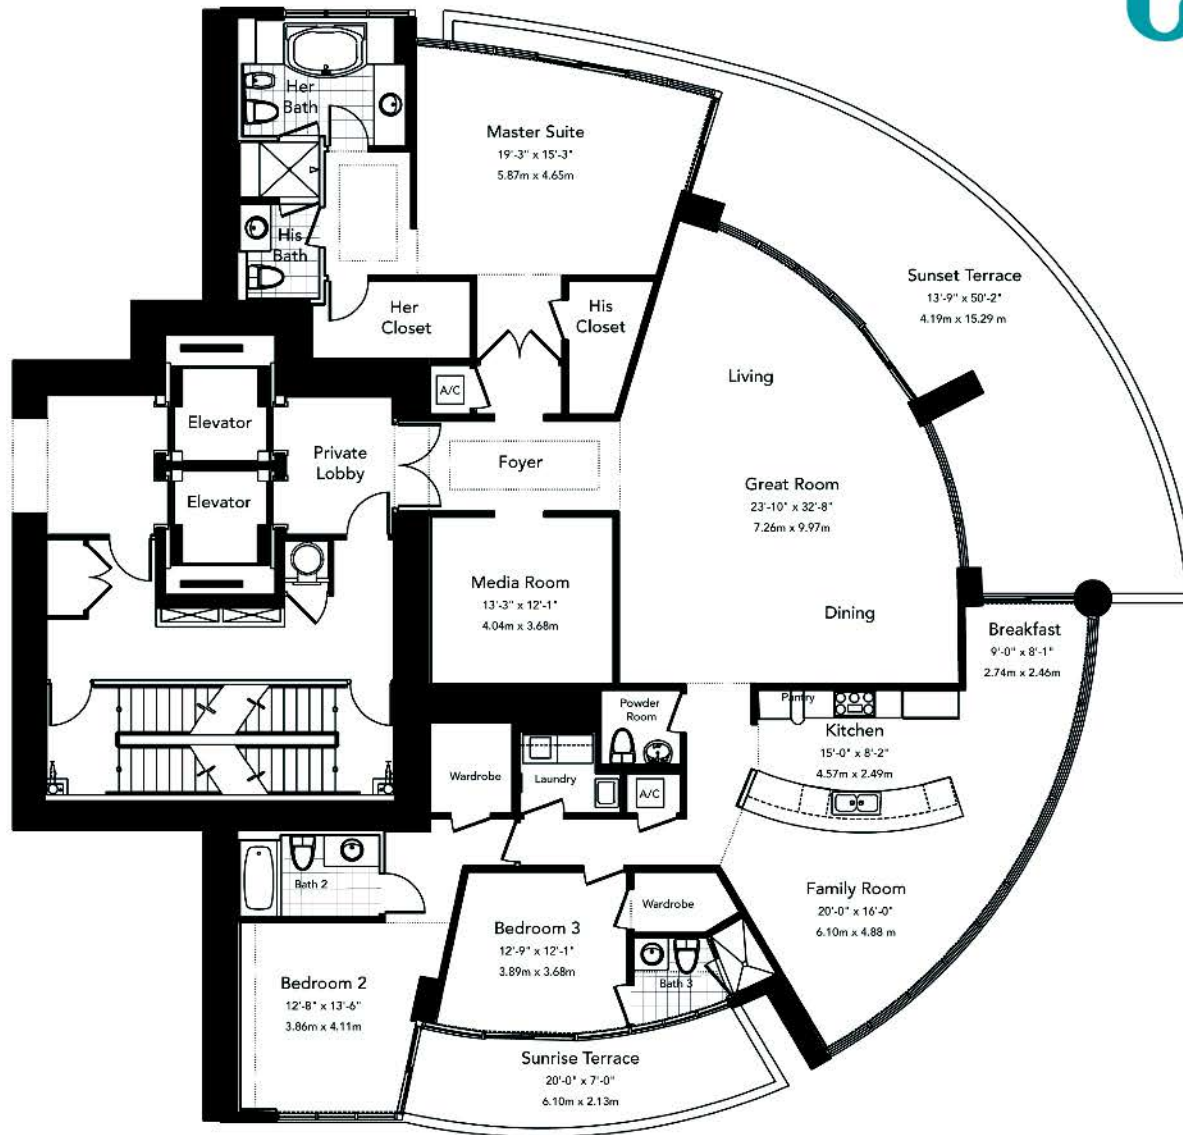 Her
Bath
Master Suite
19'-3" x 15'-3"
5.87m x 4.65m
His
Bath
Her
Closet
His
Closet
Sunset Terrace
13'-9" x 50'-2"
4.19m x 15.29 m
A/C
Living
Elevator
Private
Lobby
Foyer
Elevator
Great Room
23'-10" x 32'-8"
7.26m x 9.97m
Media Room
13'-3" x 12'-1"
4.04m x 3.68m
Dining
Breakfast
9'-0" x 8'-1"
2.74m x 2.46m
Powder
Room
Pantry
Kitchen
15'-0" x 8'-2"
4.57m x 2.49m
Wardrobe
Laundry
A/C
Bath 2
Family Room
20'-0" x 16'-0"
6.10m x 4.88 m
Wardrobe
Bedroom 3
12'-9" x 12'-1"
3.89m x 3.68m
Bath 3
Bedroom 2
12'-8" x 13'-6"
3.86m x 4.11m
Sunrise Terrace
20'-0" x 7'-0"
6.10m x 2.13m